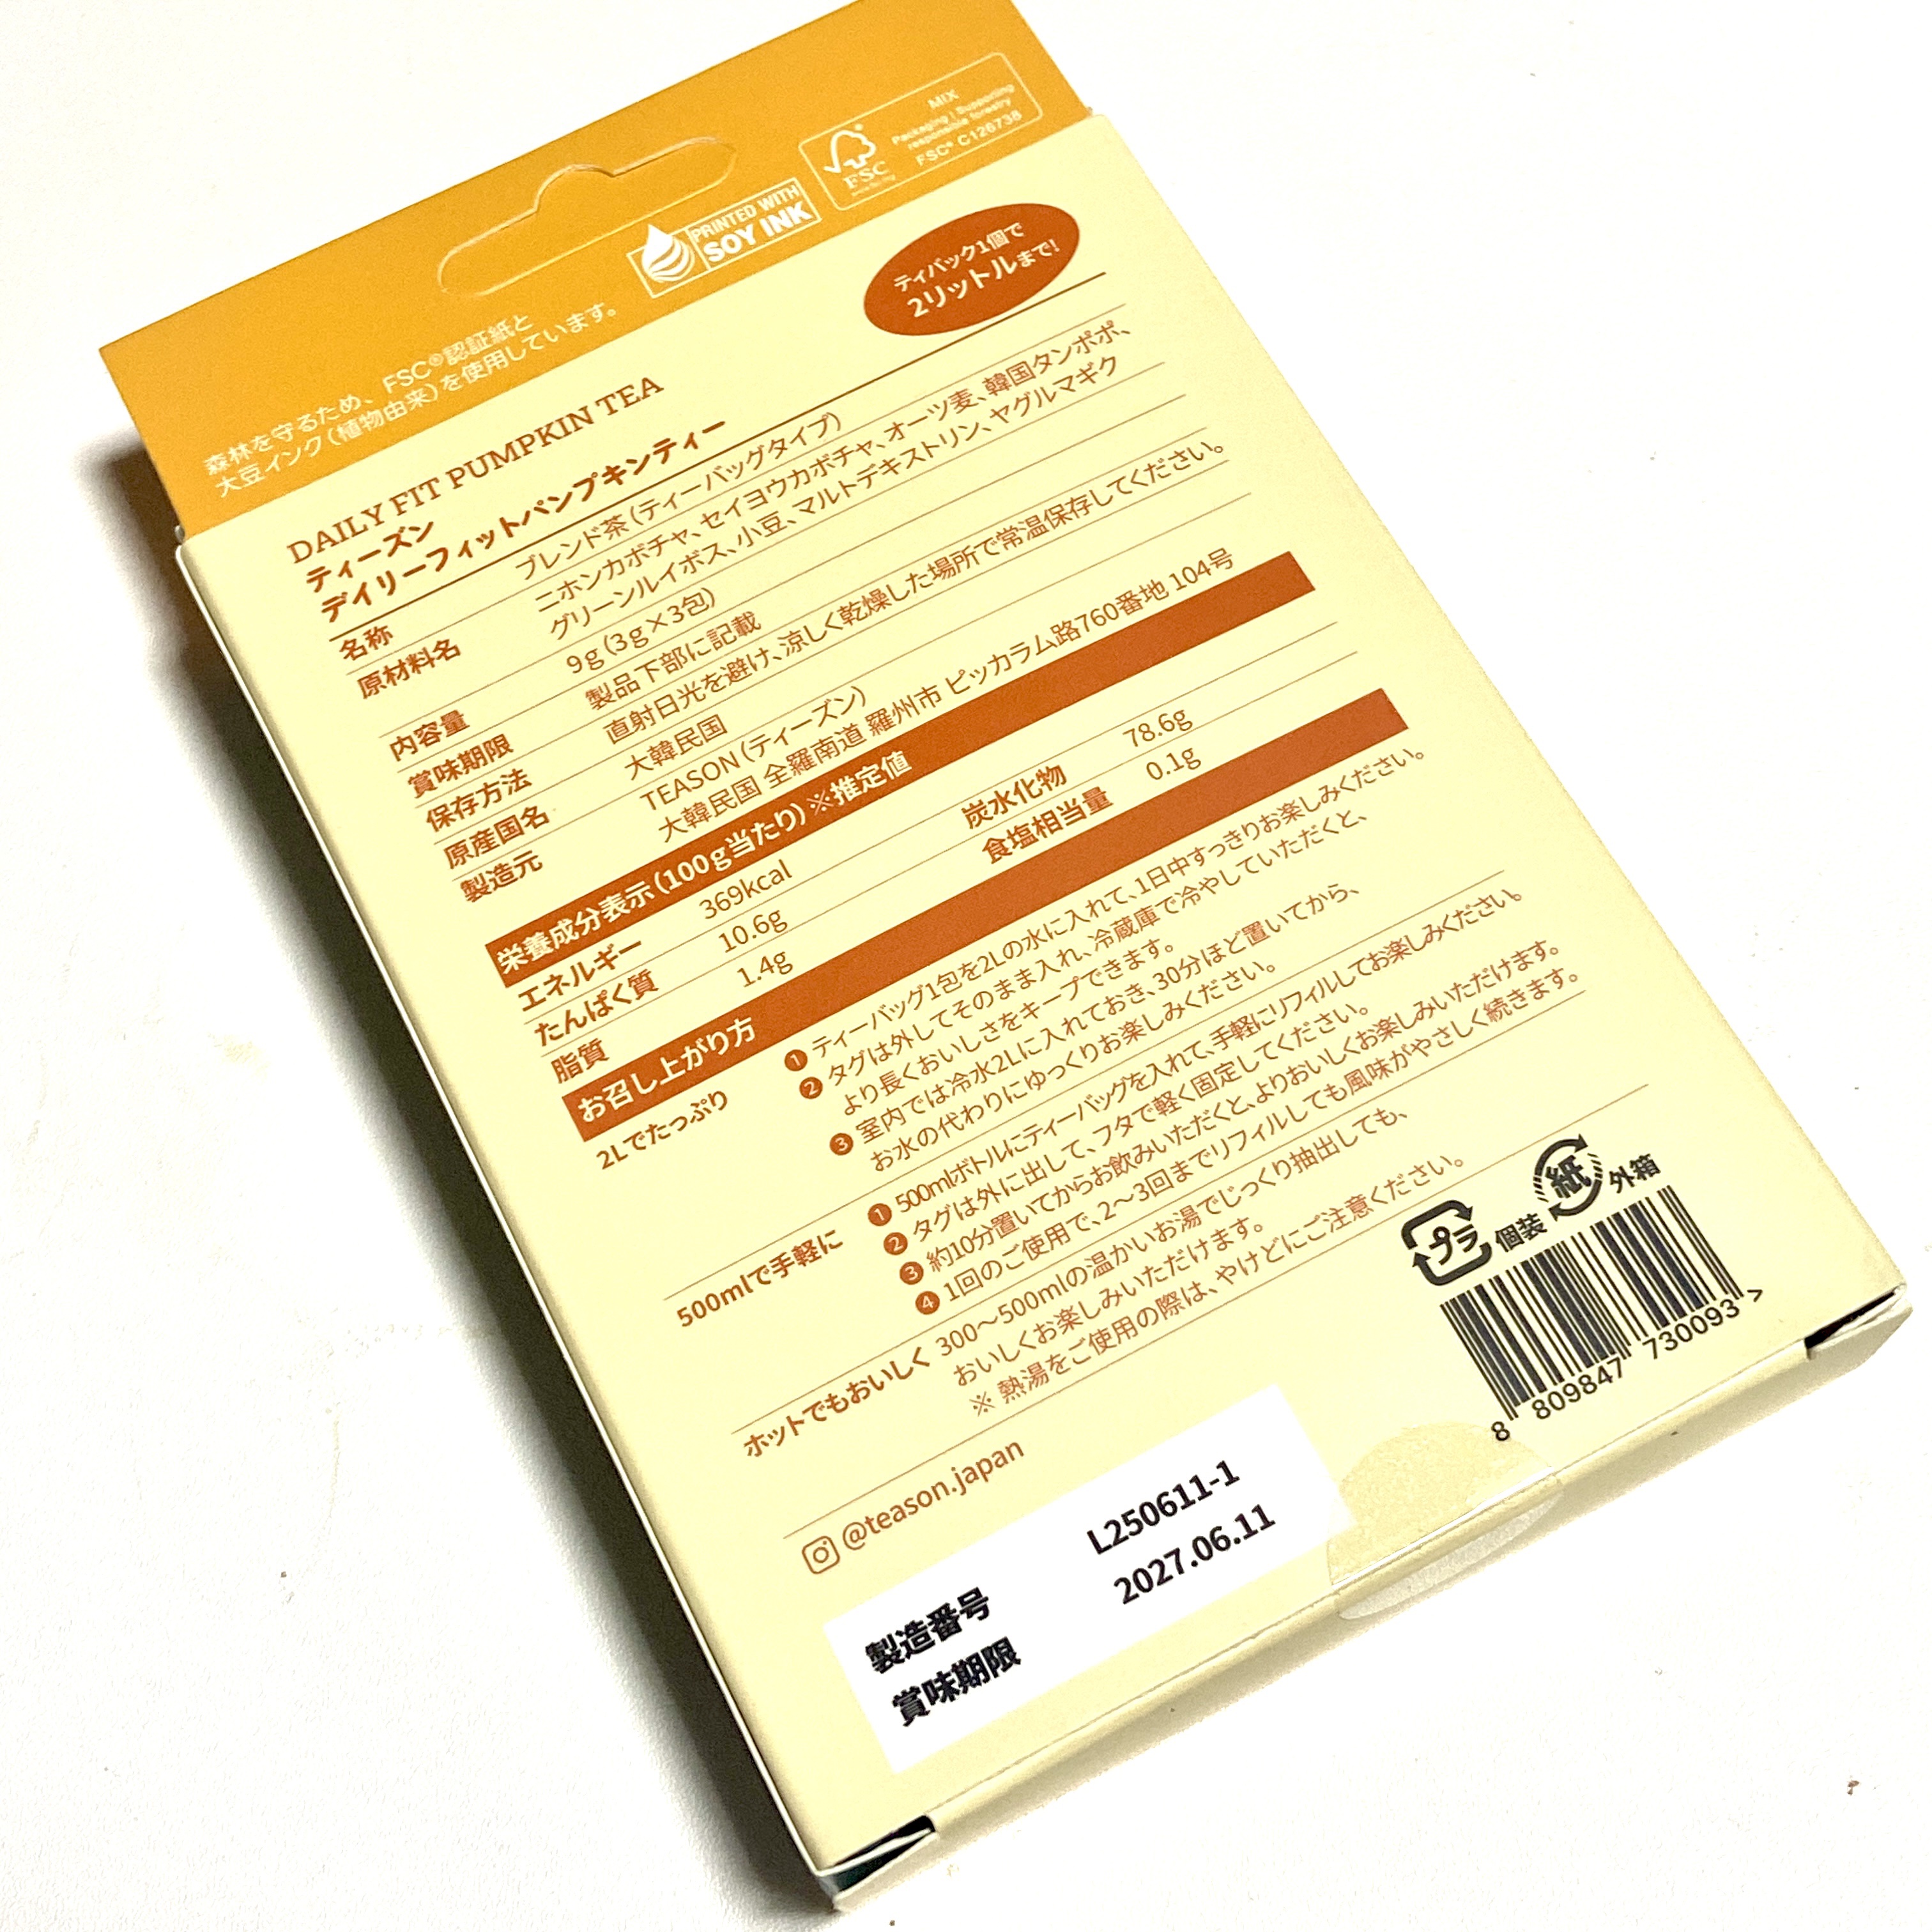 MIX
Packaging | Supporting
responsible forestry
FSC® C126738
FSC
PRINTED WITH
SOY INK
森林を守るため、FSC®認証紙と
大豆インク(植物由来)を使用しています。
ティバック1個で
2リットルまで!
DAILY FIT PUMPKIN TEA
ティーズン
デイリーフィットパンプキンティー
名称 ブレンド茶(ティーバッグタイプ)
原材料名 ニホンカボチャ、セイヨウカボチャ、オーツ麦、韓国タンポポ、
グリーンルイボス、小豆、マルトデキストリン、ヤグルマギク
内容量 9g(3g×3包)
賞味期限 製品下部に記載
保存方法 直射日光を避け、涼しく乾燥した場所で常温保存してください。
原産国名 大韓民国
製造元 TEASON(ティーズン)
大韓民国 全羅南道 羅州市 ビッカラム路760番地 104号
栄養成分表示(100g当たり)※推定値
エネルギー 369kcal 炭水化物 78.6g
たんぱく質 10.6g 食塩相当量 0.1g
脂質 1.4g
お召し上がり方
2Lでたっぷり ❶ ティーバッグ1包を2Lの水に入れて、1日中すっきりお楽しみください。
❷ タグは外してそのまま入れ、冷蔵庫で冷やしていただくと、
より長くおいしさをキープできます。
❸ 室内では冷水2Lに入れておき、30分ほど置いてから、
お水の代わりにゆっくりお楽しみください。
500mlで手軽に ❶ 500mlボトルにティーバッグを入れて、手軽にリフィルしてお楽しみください。
❷ タグは外に出して、フタで軽く固定してください。
❸ 約10分置いてからお飲みいただくと、よりおいしくお楽しみいただけます。
❹ 1回のご使用で、2〜3回までリフィルしても風味がやさしく続きます。
ホットでもおいしく 300〜500mlの温かいお湯でじっくり抽出しても、
おいしくお楽しみいただけます。
※ 熱湯をご使用の際は、やけどにご注意ください。
@teason.japan
プラ 個装
紙 外箱
8 809847 730093 >
製造番号 L250611-1
賞味期限 2027.06.11